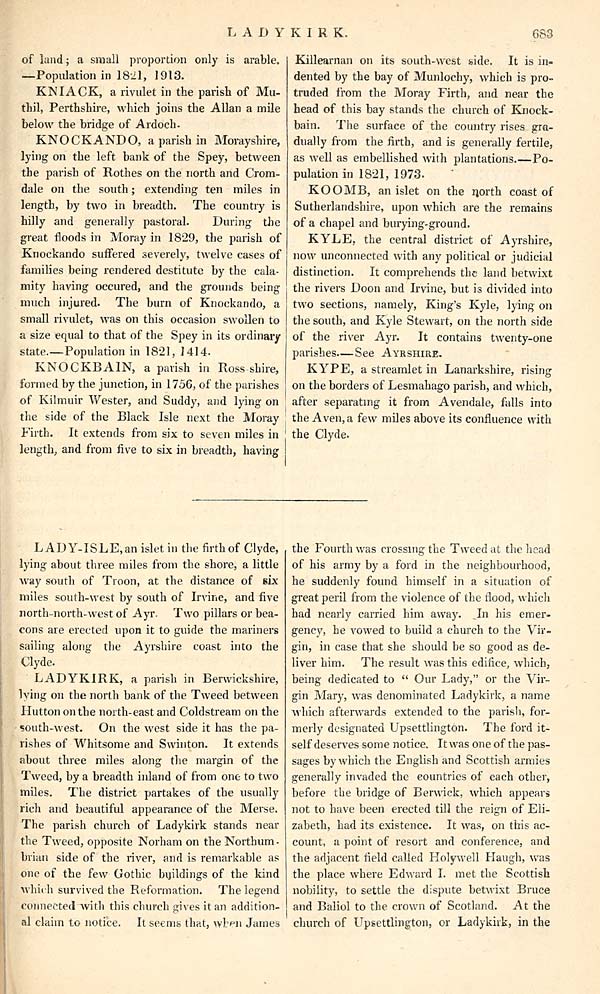 LADYKIRK.
683
of land; a small proportion only is arable.
—Population in 1821, 1913.
KNIACK, a rivulet in the parish of Mu-
thil, Perthshire, which joins the Allan a mile
below the bridge of Ardoch.
KNOCKANDO, a parish in Morayshire,
lying on the left bank of the Spey, between
the parish of Rothes on the north and Crom-
dale on the south; extending ten miles in
length, by two in breadth. The country is
hilly and generally pastoral. During the
great floods in Moray in 1829, the parish of
Knockando suffered severely, twelve cases of
families being rendered destitute by the cala-
mity having occured, and the grounds being
much injured. The burn of Knockando, a
small rivulet, was on this occasion swollen to
a size equal to that of the Spey in its ordinary
state.—Population in 1821, 1414.
KNOCKBAIN, a parish in Ross-shire,
formed by the junction, in 1756, of the parishes
of Kilmuir Wester, and Suddy, and lying on
the side of the Black Isle next the Moray
Firth. It extends from six to seven miles in
length, and from five to six in breadth, having
Killearnan on its south-west side. It is in-
dented by the bay of Munlochy, which is pro-
truded from the Moray Firth, and near the
head of this bay stands the church of Knock-
bain. The surface of the country rises gra-
dually from the firth, and is generally fertile,
as well as embellished with plantations.—Po-
pulation in 1821, 1973.
KOOMB, an islet on the north coast of
Sutherlandshire, upon which are the remains
of a chapel and burying-ground.
KYLE, the central district of Ayrshire,
now unconnected with any political or judicial
distinction. It comprehends the land betwixt
the rivers Doon and Irvine, but is divided into
two sections, namely, King's Kyle, lying on
the south, and Kyle Stewart, on the north side
of the river Ayr. It contains twenty-one
parishes.—See AYRSHIRE.
KYPE, a streamlet in Lanarkshire, rising
on the borders of Lesmahago parish, and which,
after separating it from Avendale, falls into
the Aven, a few miles above its confluence with
the Clyde.
LADY-ISLE, an islet in the firth of Clyde,
lying about three miles from the shore, a little
way south of Troon, at the distance of six
miles south-west by south of Irvine, and five
north-north-west of Ayr. Two pillars or bea-
cons are erected upon it to guide the mariners
sailing along the Ayrshire coast into the
Clyde.
LADYKIRK, a parish in Berwickshire,
lying on the north bank of the Tweed between
Hutton on the north-east and Coldstream on the
south-west. On the west side it has the pa-
rishes of Whitsome and Swinton. It extends
about three miles along the margin of the
Tweed, by a breadth inland of from one to two
miles. The district partakes of the usually
rich and beautiful appearance of the Merse.
The parish church of Ladykirk stands near
the Tweed, opposite Norham on the Northum-
brian side of the river, and is remarkable as
one of the few Gothic buildings of the kind
which survived the Reformation. The legend
connected with this church gives it an addition-
al claim to notice. It seems that, when James
the Fourth was crossing the Tweed at the head
of his army by a ford in the neighbourhood,
he suddenly found himself in a situation of
great peril from the violence of the flood, which
had nearly carried him away. In his emer-
gency, he vowed to build a church to the Vir-
gin, in case that she should be so good as de-
liver him. The result was this edifice, which,
being dedicated to " Our Lady," or the Vir-
gin Mary, was denominated Ladykirk, a name
which afterwards extended to the parish, for-
merly designated Upsettlington. The ford it-
self deserves some notice. It was one of the pas-
sages by which the English and Scottish armies
generally invaded the countries of each other,
before the bridge of Berwick, which appears
not to have been erected till the reign of Eli-
zabeth, had its existence. It was, on this ac-
count, a point of resort and conference, and
the adjacent field called Holywell Haugh, was
the place where Edward I. met the Scottish
nobility, to settle the dispute betwixt Bruce
and Baliol to the crown of Scotland. At the
church of Upsettlington, or Ladykirk, in the